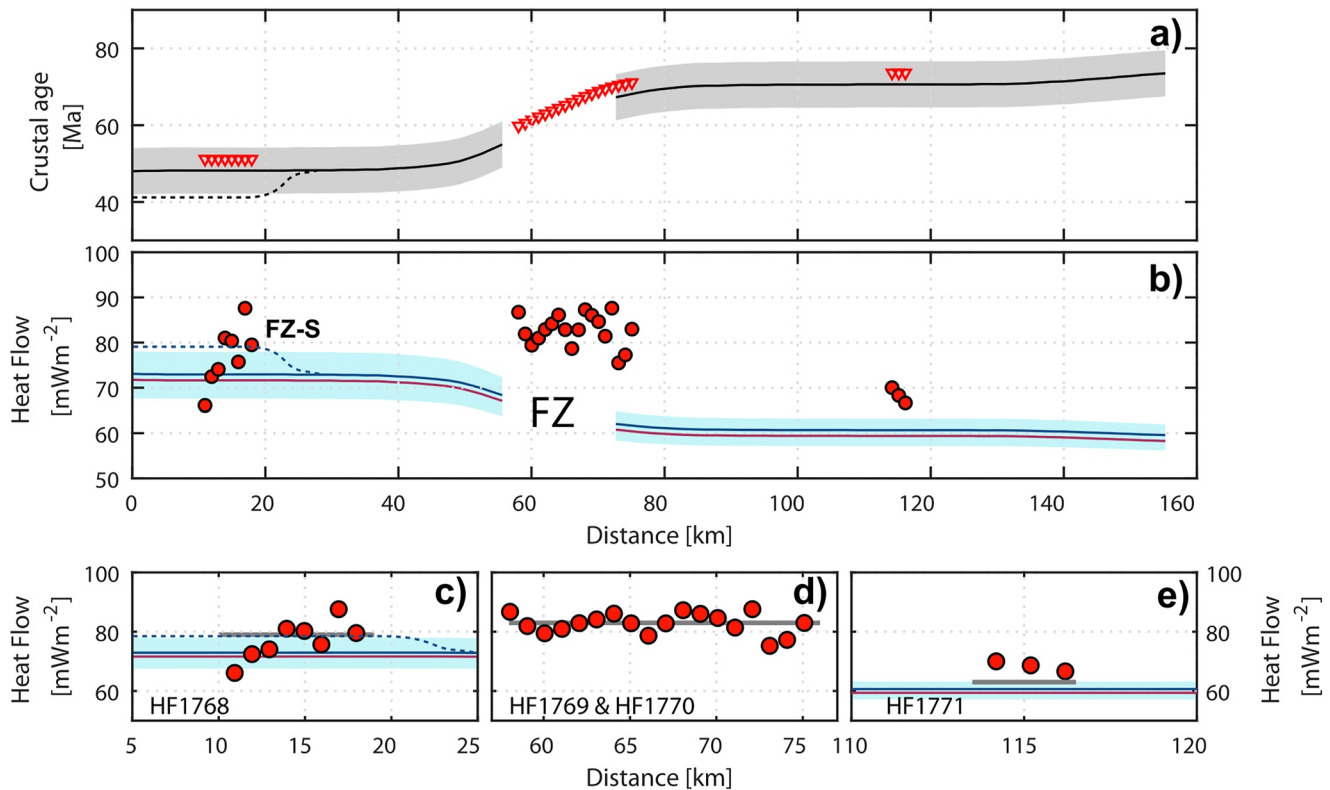 a)
Crustal age
[Ma]
80
60
40
b)
Heat Flow
[mWm-2]
100
90
80
70
60
50
FZ-S
FZ
0 20 40 60 80 100 120 140 160
Distance [km]
c)
Heat Flow
[mWm-2]
100
80
60
HF1768
5 10 15 20 25
d)
HF1769 & HF1770
60 65 70 75
e)
HF1771
110 115 120
100
80
60
Heat Flow
[mWm-2]
Distance [km]